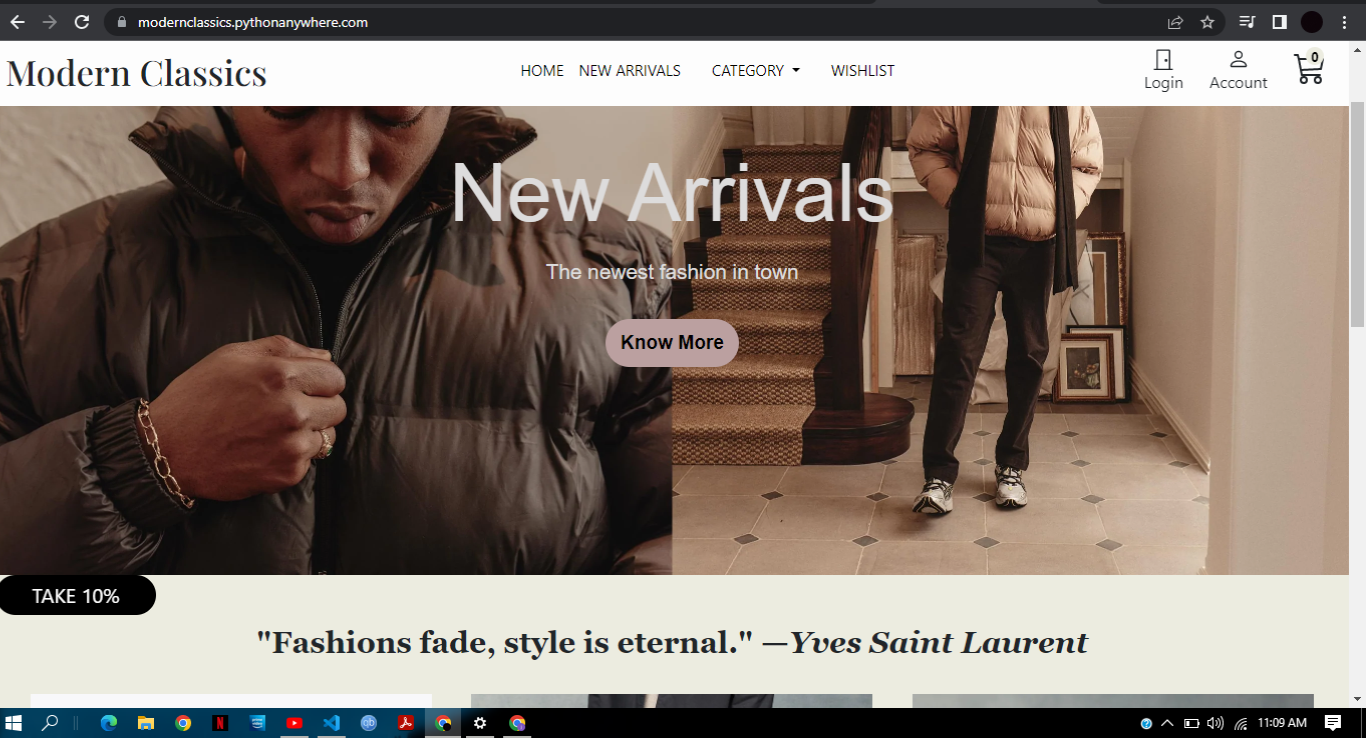 modernclassics.pythonanywhere.com
Modern Classics
HOME NEW ARRIVALS CATEGORY WISHLIST
Login
Account
0
New Arrivals
The newest fashion in town
Know More
TAKE 10%
"Fashions fade, style is eternal." —Yves Saint Laurent
11:09 AM